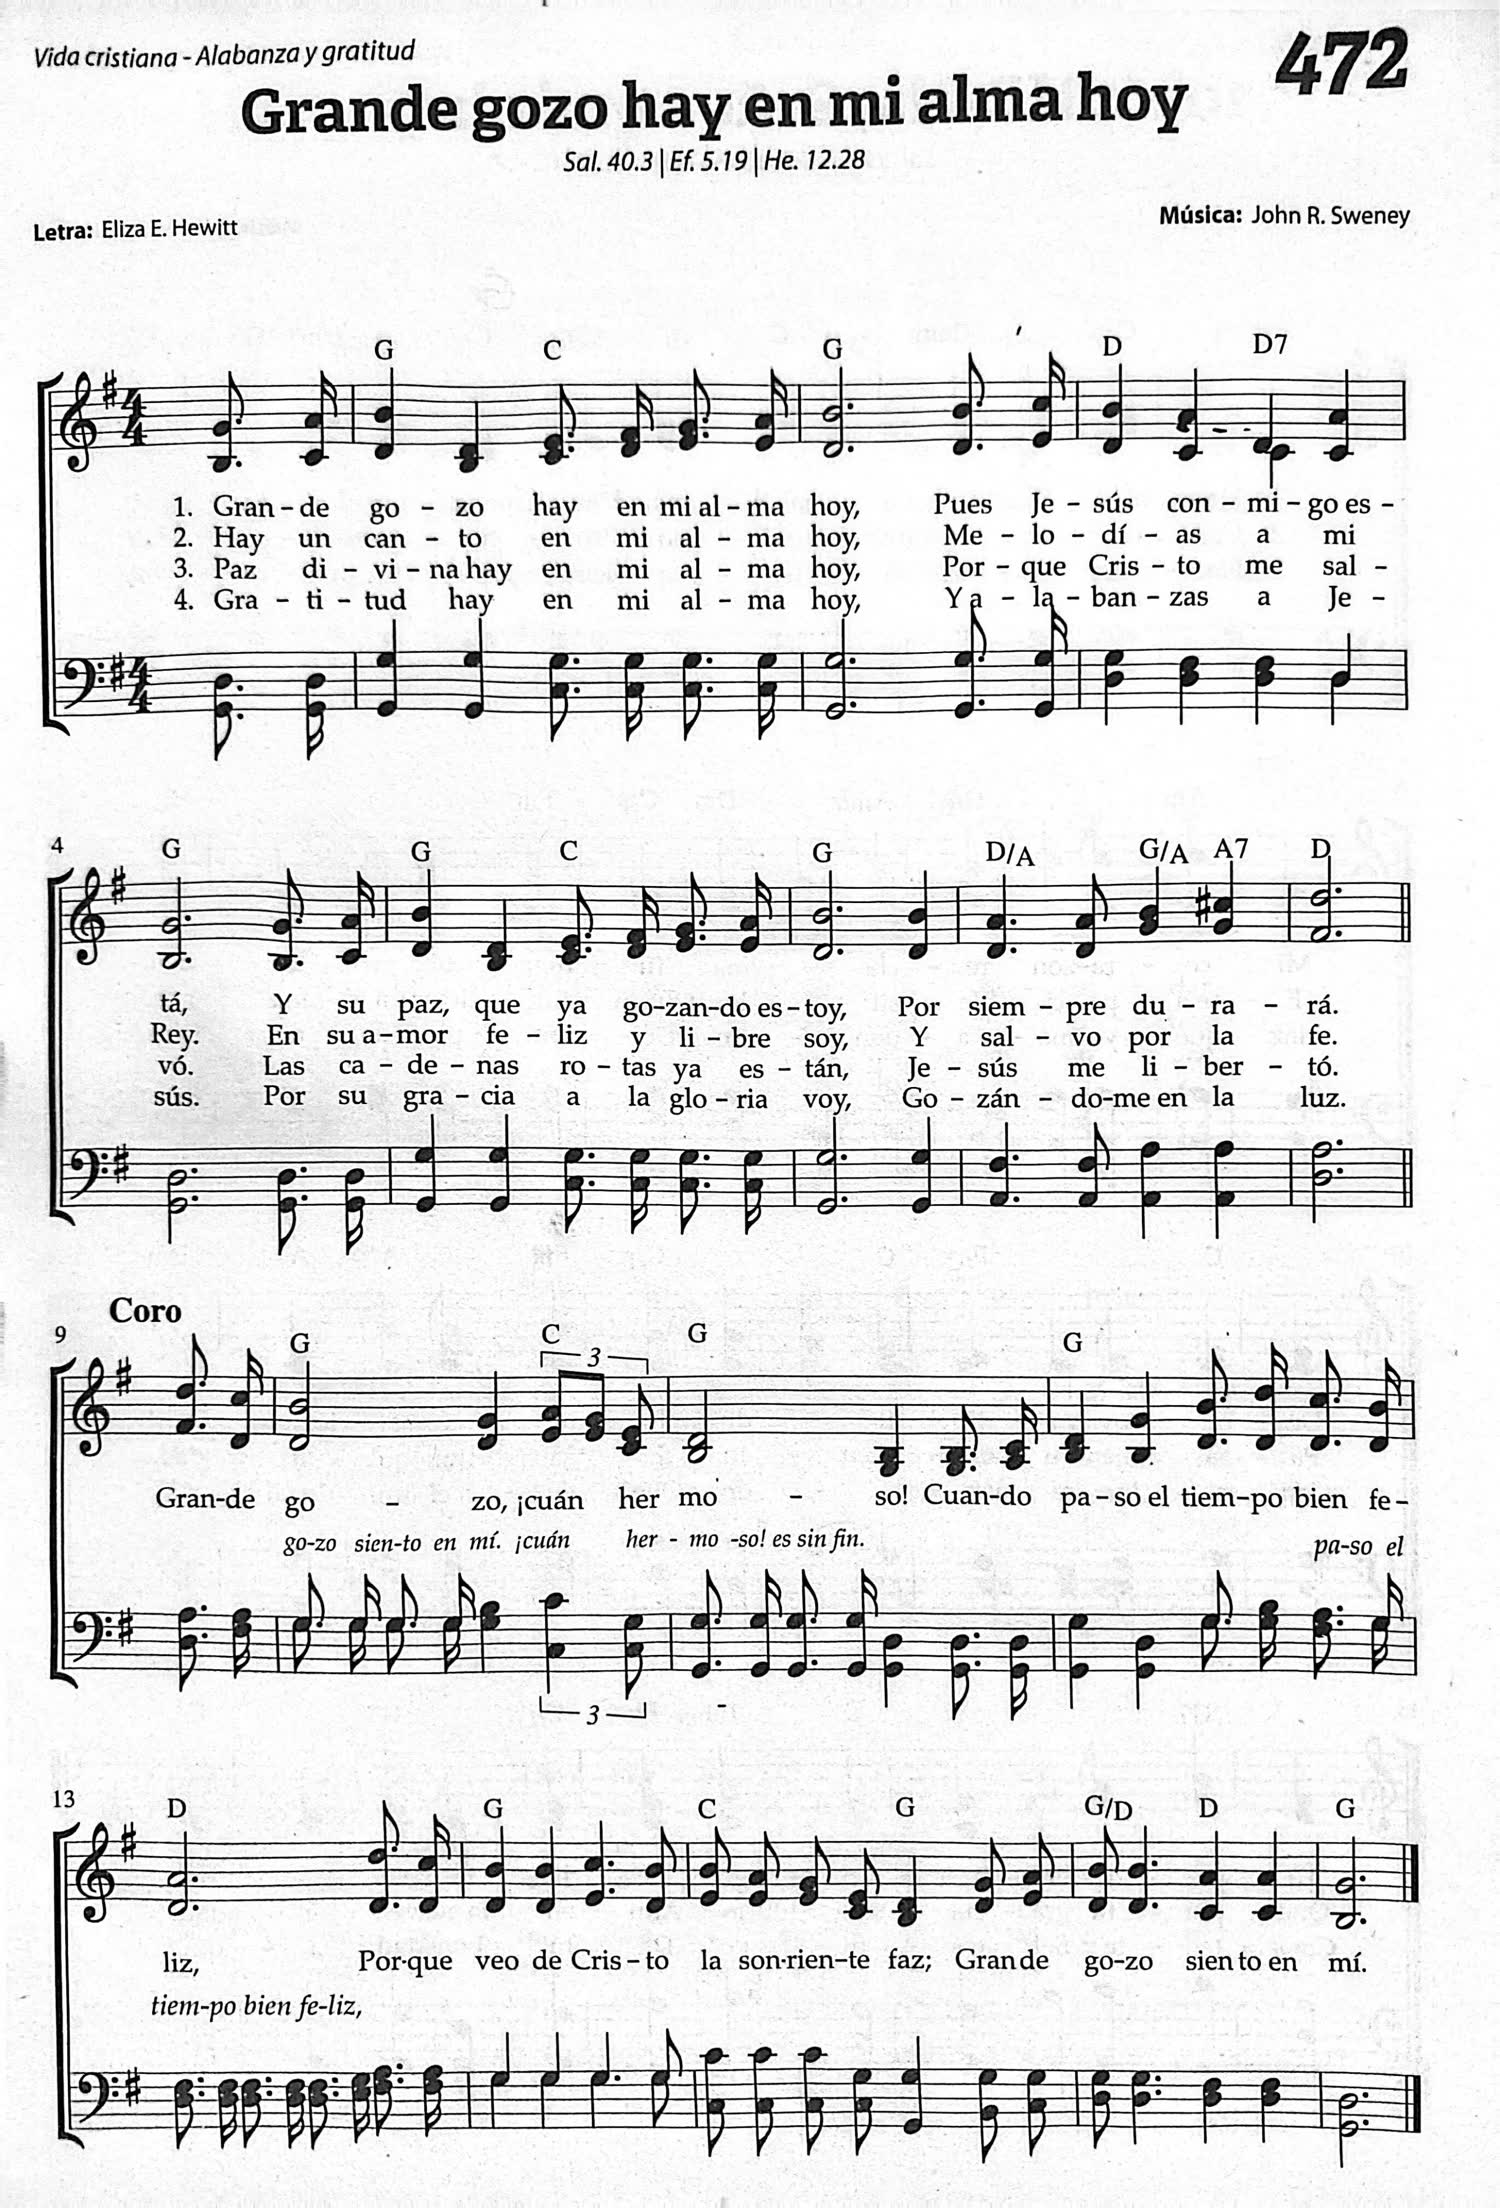 Vida cristiana - Alabanza y gratitud
472
Grande gozo hay en mi alma hoy
Sal. 40.3 | Ef. 5.19 | He. 12.28
Letra: Eliza E. Hewitt
Música: John R. Sweney
G C G D D7
1. Gran-de go - zo hay en mi al-ma hoy, Pues Je - sús con - mi - go es -
2. Hay un can - to en mi al - ma hoy, Me - lo - dí - as a mi
3. Paz di - vi - na hay en mi al - ma hoy, Por - que Cris - to me sal -
4. Gra - ti - tud hay en mi al - ma hoy, Y a - la - ban - zas a Je -
4 G G C G D/A G/A A7 D
tá, Y su paz, que ya go-zan-do es-toy, Por siem - pre du - ra - rá.
Rey. En su a-mor fe - liz y li - bre soy, Y sal - vo por la fe.
vó. Las ca - de - nas ro - tas ya es - tán, Je - sús me li - ber - tó.
sús. Por su gra - cia a la glo - ria voy, Go - zán - do-me en la luz.
Coro
9 G C G G
3
Gran-de go - zo, ¡cuán her mo - so! Cuan-do pa-so el tiem-po bien fe-
go-zo sien-to en mí. ¡cuán her - mo -so! es sin fin. pa-so el
3
13 D G C G G/D D G
liz, Por-que veo de Cris-to la son-rien-te faz; Grande go-zo sien to en mí.
tiem-po bien fe-liz,